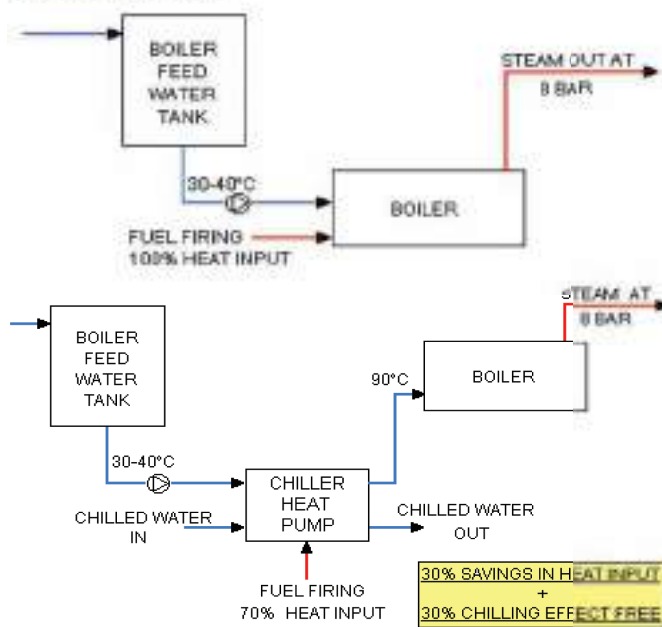 BOILER
FEED
WATER
TANK
STEAM OUT AT
8 BAR
30-40°C
BOILER
FUEL FIRING
100% HEAT INPUT
STEAM AT
8 BAR
BOILER
FEED
WATER
TANK
90°C
BOILER
30-40°C
CHILLER
HEAT
PUMP
CHILLED WATER
IN
CHILLED WATER
OUT
FUEL FIRING
70% HEAT INPUT
30% SAVINGS IN HEAT INPUT
+
30% CHILLING EFFECT FREE